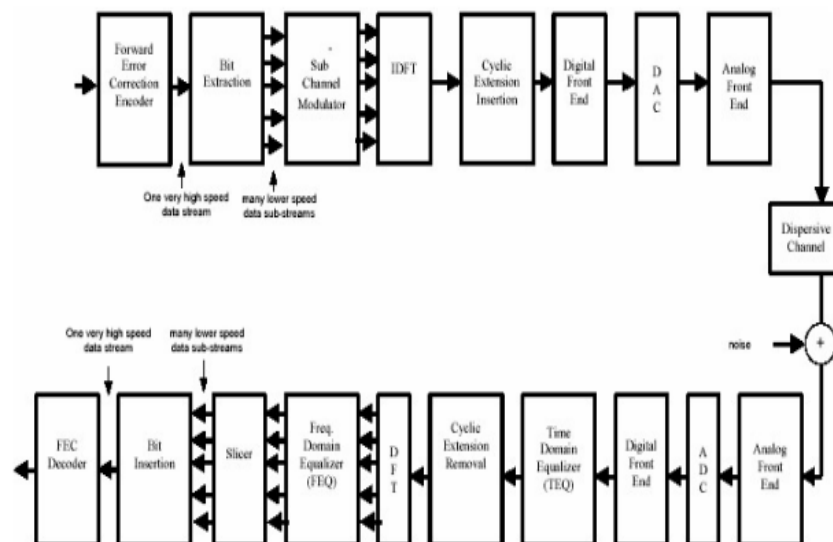 Forward
Error
Correction
Encoder
Bit
Extraction
Sub
Channel
Modulator
IDFT
Cyclic
Extension
Insertion
Digital
Front
End
D
A
C
Analog
Front
End
One very high speed
data stream
many lower speed
data sub-streams
Dispersive
Channel
noise
+
One very high speed
data stream
many lower speed
data sub-streams
FEC
Decoder
Bit
Insertion
Slicer
Freq.
Domain
Equalizer
(FEQ)
D
F
T
Cyclic
Extension
Removal
Time
Domain
Equalizer
(TEQ)
Digital
Front
End
A
D
C
Analog
Front
End